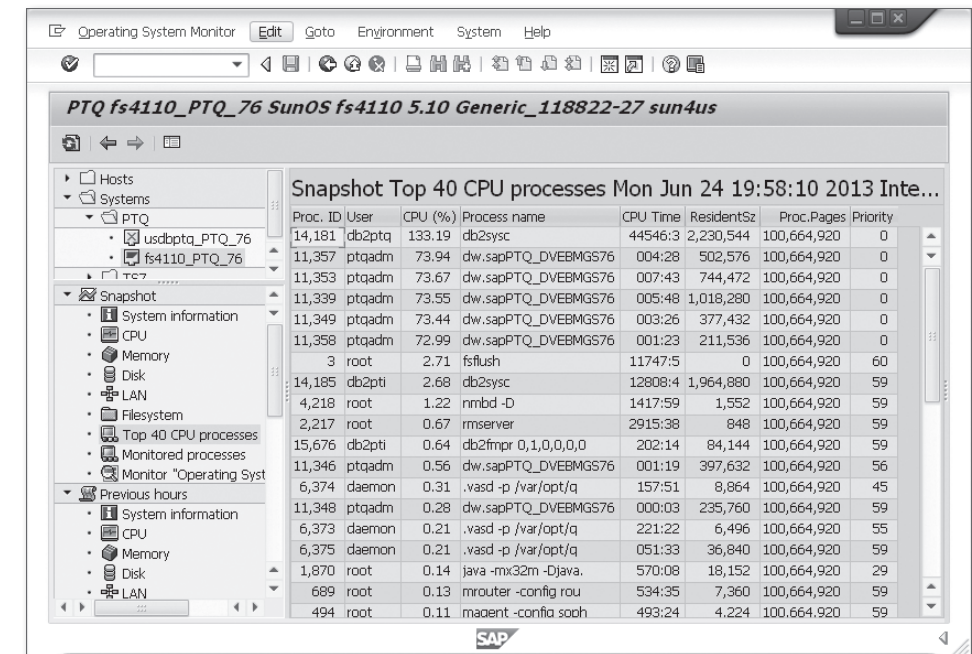 Operating System Monitor Edit Goto Environment System Help
PTQ fs4110_PTQ_76 SunOS fs4110 5.10 Generic_118822-27 sun4us
Hosts
Systems
PTQ
usdbptq_PTQ_76
fs4110_PTQ_76
TSZ
Snapshot
System information
CPU
Memory
Disk
LAN
Filesystem
Top 40 CPU processes
Monitored processes
Monitor "Operating Syst
Previous hours
System information
CPU
Memory
Disk
LAN
Snapshot Top 40 CPU processes Mon Jun 24 19:58:10 2013 Inte...
Proc. ID User CPU (%) Process name CPU Time ResidentSz Proc.Pages Priority
14,181 db2ptq 133.19 db2sysc 44546:3 2,230,544 100,664,920 0
11,357 ptqadm 73.94 dw.sapPTQ_DVEBMGS76 004:28 502,576 100,664,920 0
11,353 ptqadm 73.67 dw.sapPTQ_DVEBMGS76 007:43 744,472 100,664,920 0
11,339 ptqadm 73.55 dw.sapPTQ_DVEBMGS76 005:48 1,018,280 100,664,920 0
11,349 ptqadm 73.44 dw.sapPTQ_DVEBMGS76 003:26 377,432 100,664,920 0
11,358 ptqadm 72.99 dw.sapPTQ_DVEBMGS76 001:23 211,536 100,664,920 0
3 root 2.71 fsflush 11747:5 0 100,664,920 60
14,185 db2pti 2.68 db2sysc 12808:4 1,964,880 100,664,920 59
4,218 root 1.22 nmbd -D 1417:59 1,552 100,664,920 59
2,217 root 0.67 rmserver 2915:38 848 100,664,920 59
15,676 db2pti 0.64 db2fmpr 0,1,0,0,0,0 202:14 84,144 100,664,920 59
11,346 ptqadm 0.56 dw.sapPTQ_DVEBMGS76 001:19 397,632 100,664,920 56
6,374 daemon 0.31 .vasd -p /var/opt/q 157:51 8,864 100,664,920 45
11,348 ptqadm 0.28 dw.sapPTQ_DVEBMGS76 000:03 235,760 100,664,920 59
6,373 daemon 0.21 .vasd -p /var/opt/q 221:22 6,496 100,664,920 55
6,375 daemon 0.21 .vasd -p /var/opt/q 051:33 36,840 100,664,920 59
1,870 root 0.14 java -mx32m -Djava. 570:08 18,152 100,664,920 29
689 root 0.13 mrouter -config rou 534:35 7,360 100,664,920 59
494 root 0.11 magent -config soph 493:24 4,224 100,664,920 59
SAP